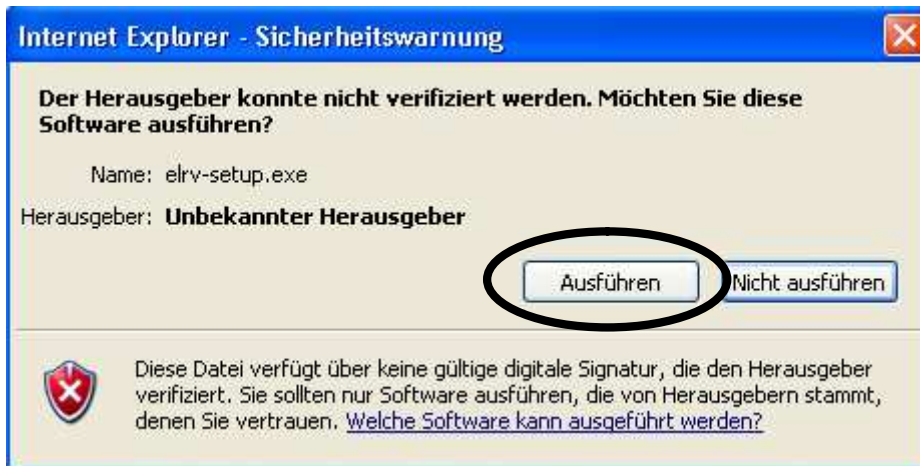 Internet Explorer - Sicherheitswarnung
Der Herausgeber konnte nicht verifiziert werden. Möchten Sie diese
Software ausführen?
Name: elrv-setup.exe
Herausgeber: Unbekannter Herausgeber
Ausführen Nicht ausführen
Diese Datei verfügt über keine gültige digitale Signatur, die den Herausgeber
verifiziert. Sie sollten nur Software ausführen, die von Herausgebern stammt,
denen Sie vertrauen. Welche Software kann ausgeführt werden?